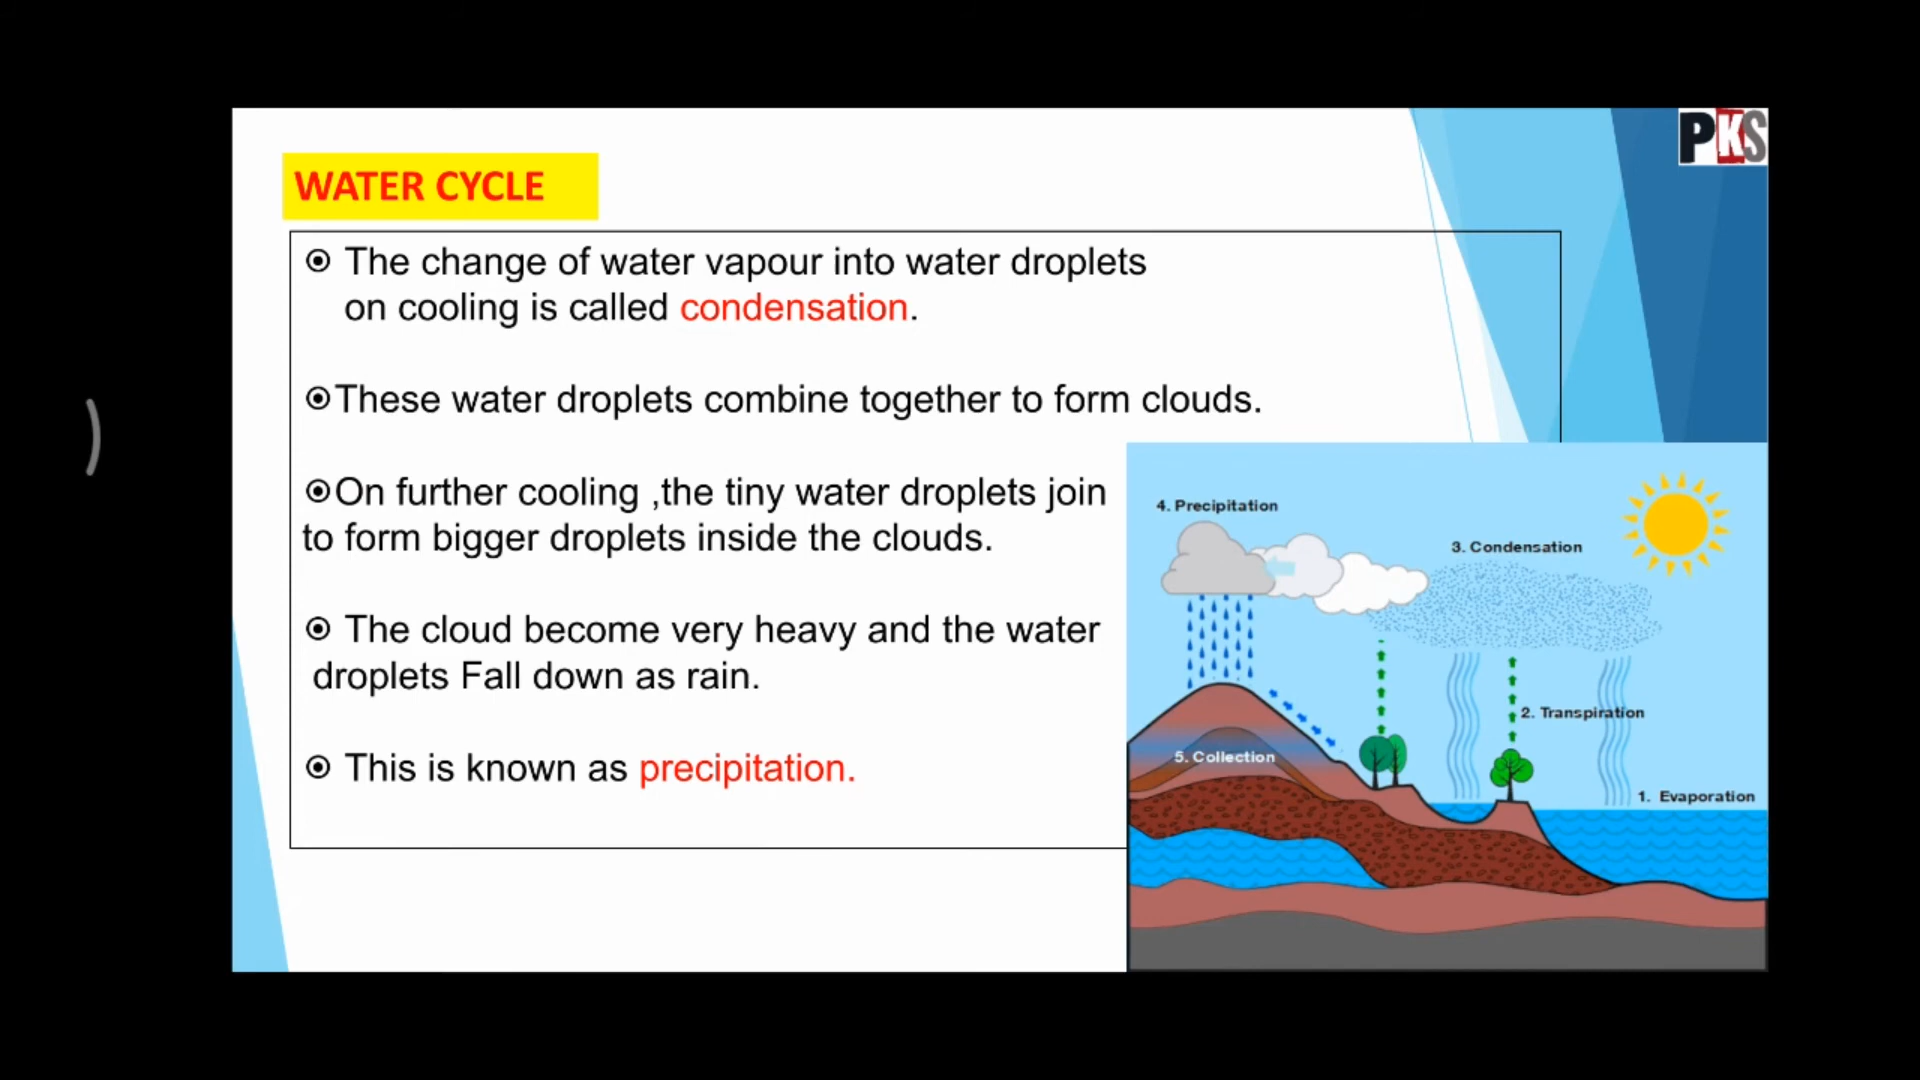 PKS
WATER CYCLE
The change of water vapour into water droplets
on cooling is called condensation.
These water droplets combine together to form clouds.
On further cooling ,the tiny water droplets join
to form bigger droplets inside the clouds.
The cloud become very heavy and the water
droplets Fall down as rain.
This is known as precipitation.
4. Precipitation
3. Condensation
2. Transpiration
5. Collection
1. Evaporation